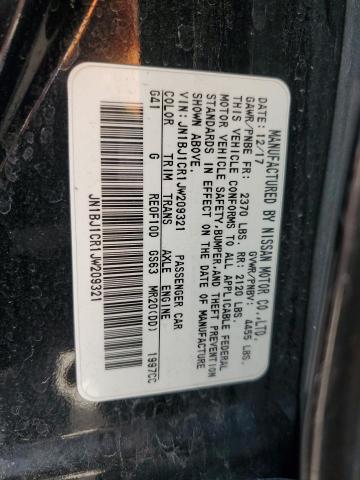 MANUFACTURED BY NISSAN MOTOR CO.,LTD.
DATE: 12/17 GVWR/PNBV: 4455 LBS.
GAWR/PNBE FR: 2370 LBS. RR: 2120 LBS.
THIS VEHICLE CONFORMS TO ALL APPLICABLE FEDERAL
MOTOR VEHICLE SAFETY,BUMPER,AND THEFT PREVENTION
STANDARDS IN EFFECT ON THE DATE OF MANUFACTURE
SHOWN ABOVE.
VIN: JN1BJ1CR1JW209321 PASSENGER CAR
COLOR TRIM TRANS AXLE ENGINE
G41 G RE0F10D GS63 MR20(DD) 1997CC
JN1BJ1CR1JW209321